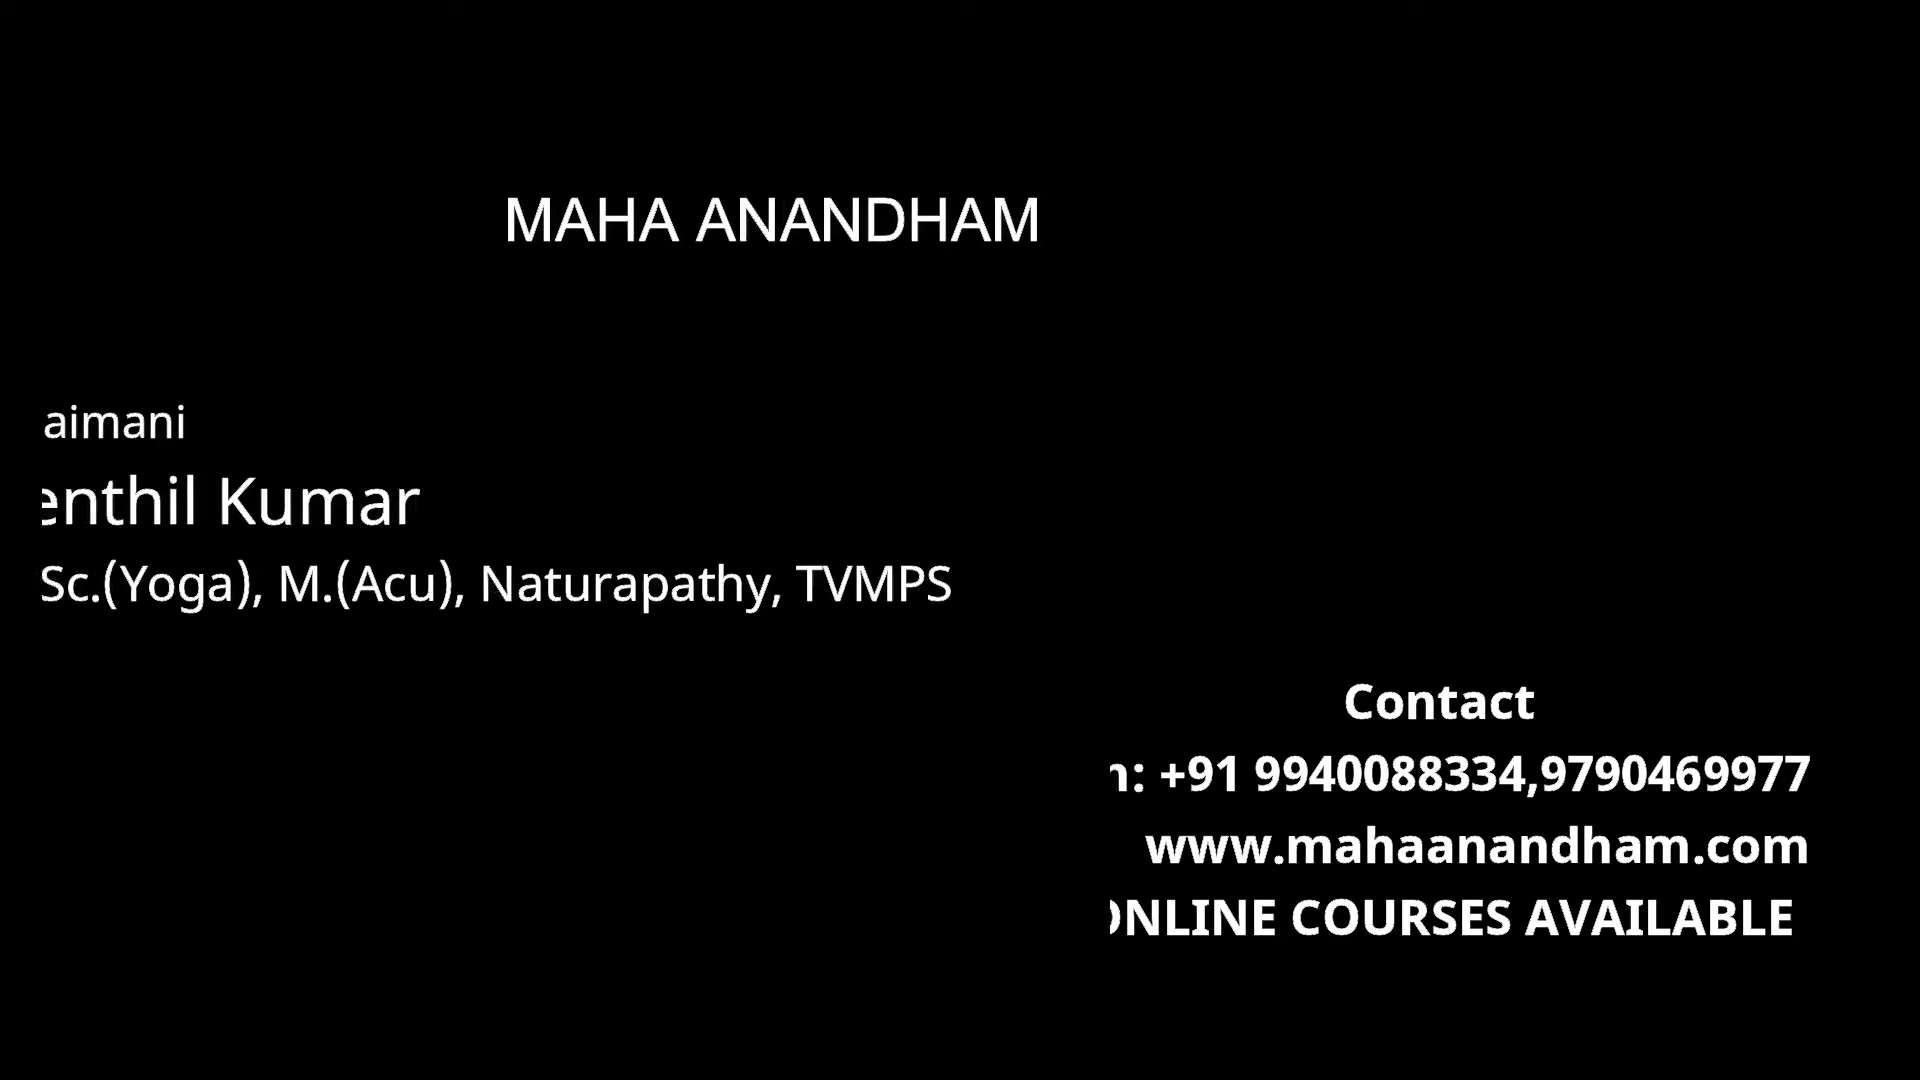 MAHA ANANDHAM
aimani
enthil Kumar
Sc.(Yoga), M.(Acu), Naturapathy, TVMPS
Contact
: +91 9940088334,9790469977
www.mahaanandham.com
ONLINE COURSES AVAILABLE